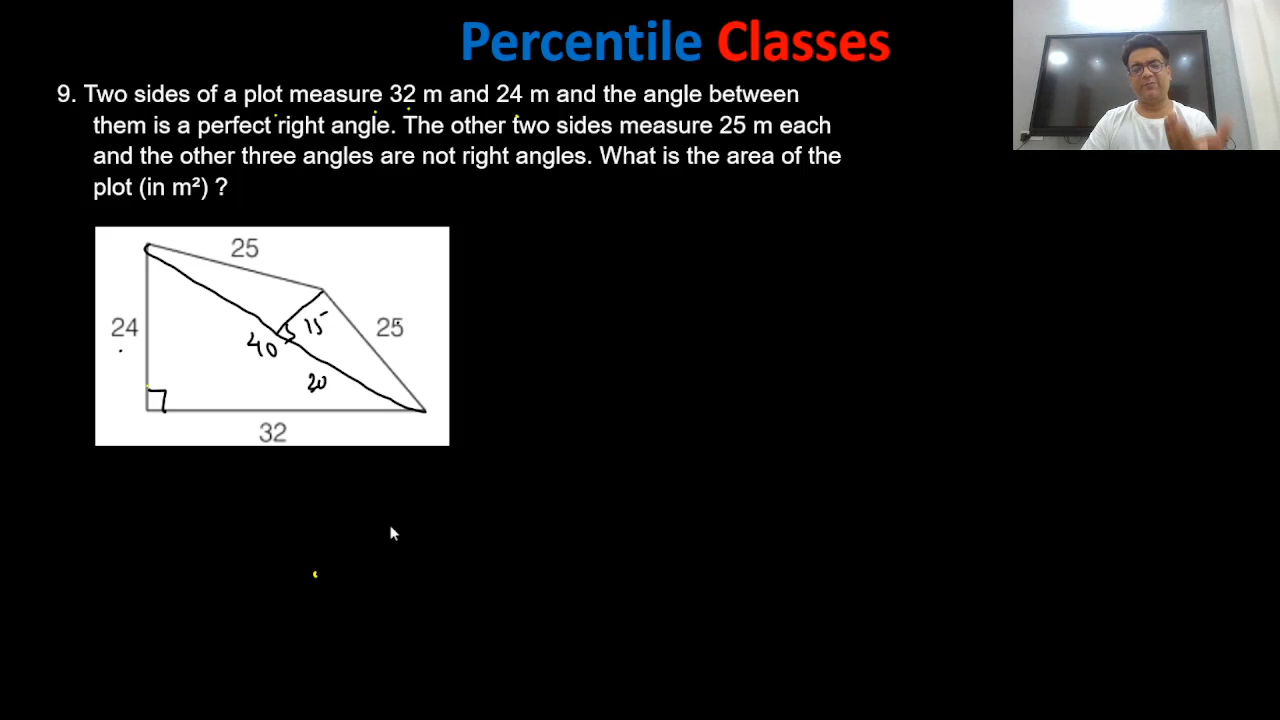 Percentile Classes
9. Two sides of a plot measure 32 m and 24 m and the angle between
them is a perfect right angle. The other two sides measure 25 m each
and the other three angles are not right angles. What is the area of the
plot (in m²) ?
25
24
15
25
40
20
32